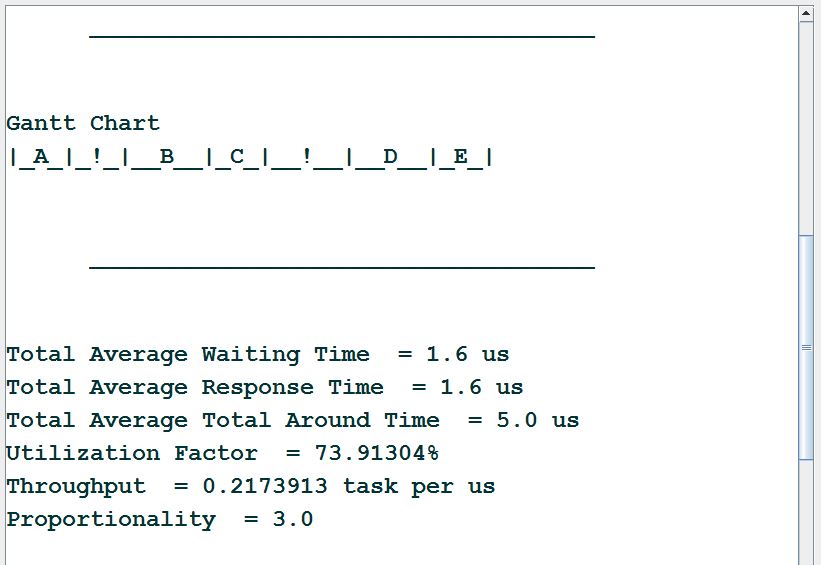 Gantt Chart
|_A_|_!_|__B__|_C_|__!__|__D__|_E_|
Total Average Waiting Time  = 1.6 us
Total Average Response Time  = 1.6 us
Total Average Total Around Time  = 5.0 us
Utilization Factor  = 73.91304%
Throughput  = 0.2173913 task per us
Proportionality  = 3.0